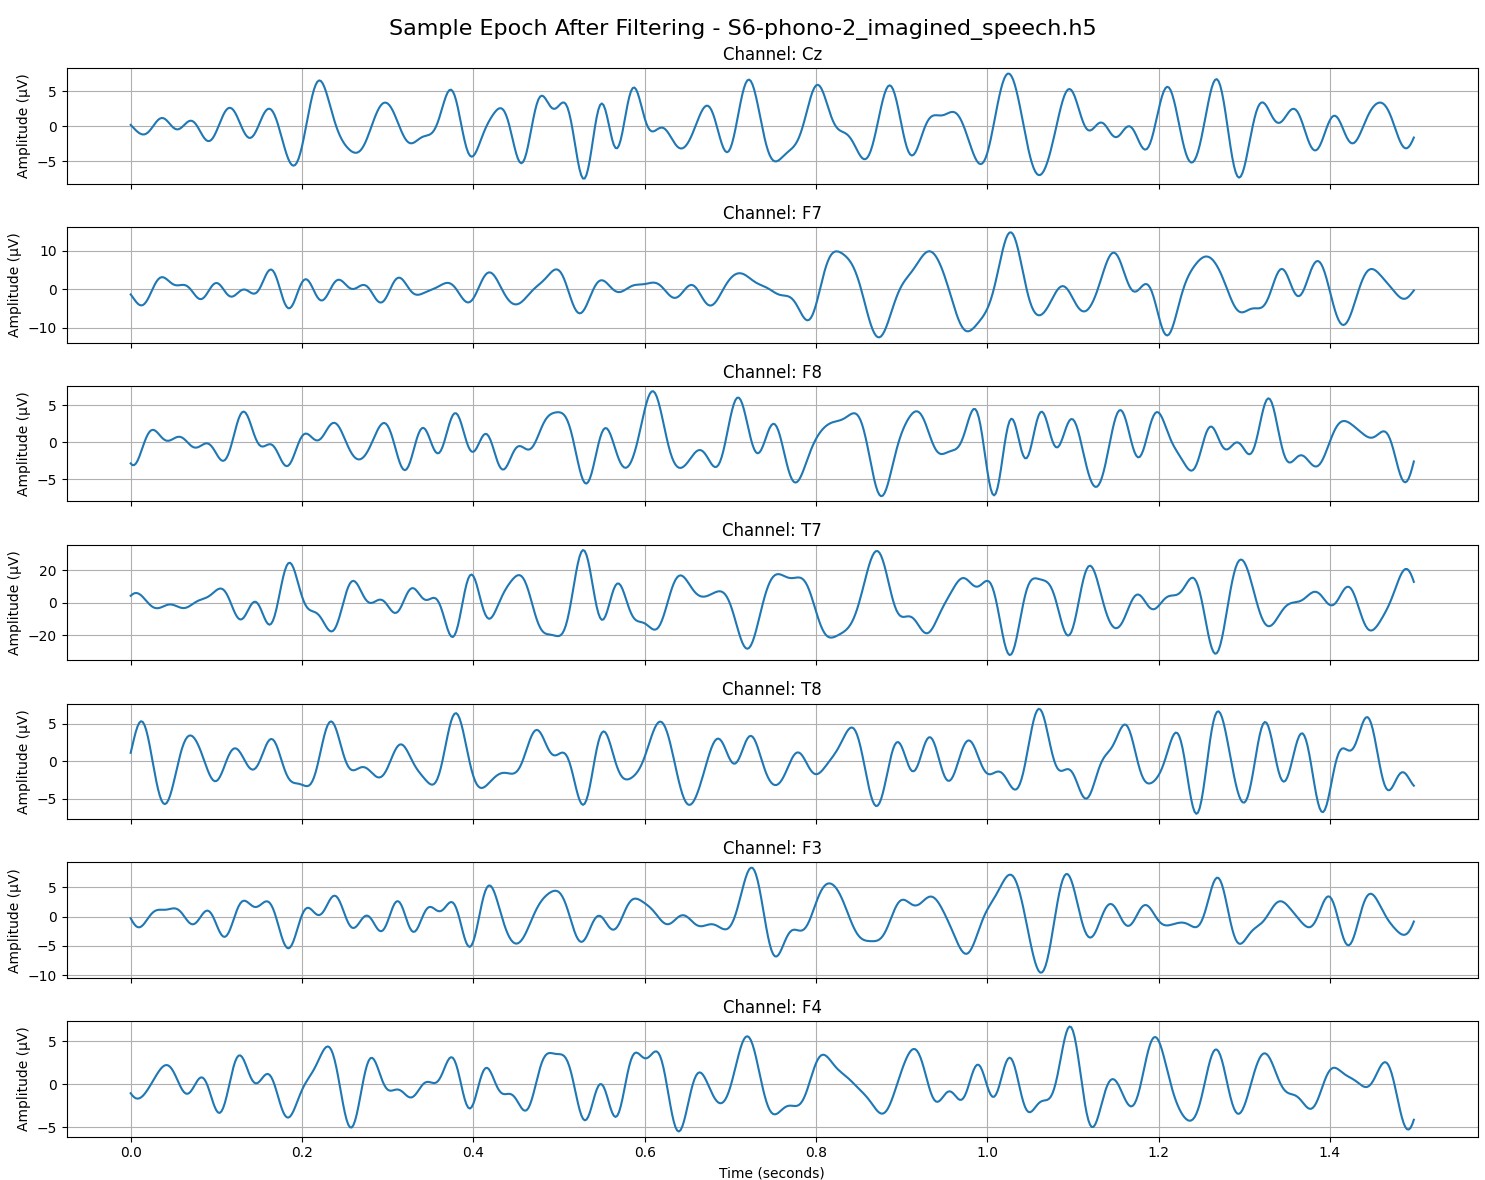 Sample Epoch After Filtering - S6-phono-2_imagined_speech.h5
Channel: Cz
Amplitude (µV)
5
0
−5
Channel: F7
Amplitude (µV)
10
0
−10
Channel: F8
Amplitude (µV)
5
0
−5
Channel: T7
Amplitude (µV)
20
0
−20
Channel: T8
Amplitude (µV)
5
0
−5
Channel: F3
Amplitude (µV)
5
0
−5
−10
Channel: F4
Amplitude (µV)
5
0
−5
0.0 0.2 0.4 0.6 0.8 1.0 1.2 1.4
Time (seconds)